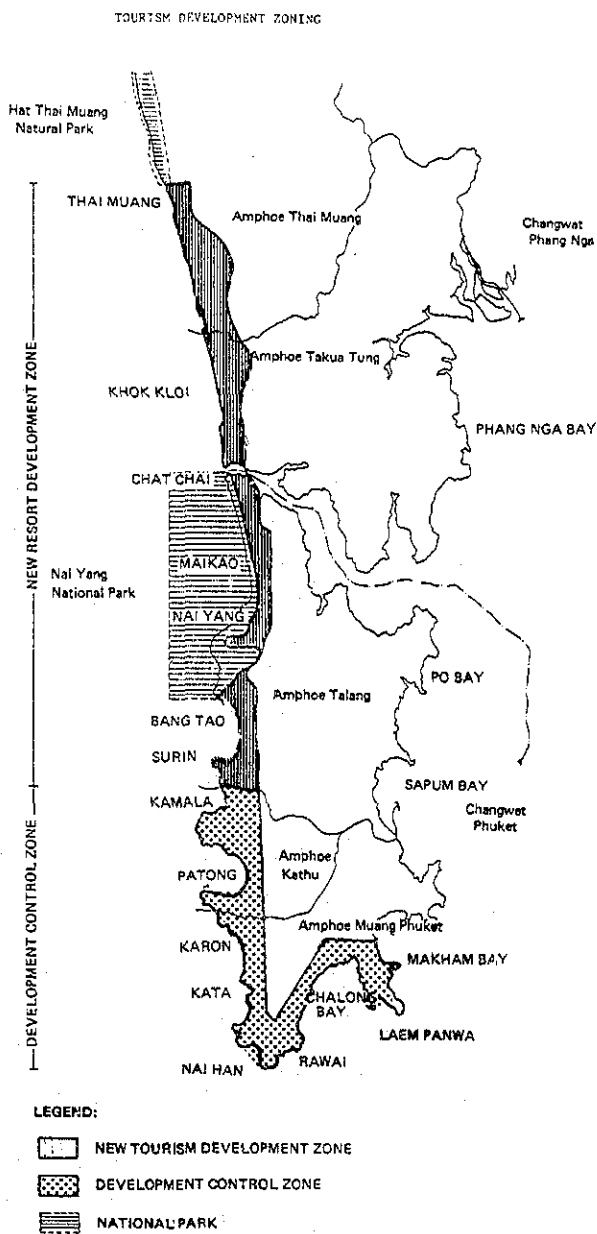 TOURISM DEVELOPMENT ZONING
Hat Thai Muang
Natural Park
THAI MUANG
Amphoe Thai Muang
Changwat
Phang Nga
Amphoe Takua Tung
KHOK KLOI
PHANG NGA BAY
NEW RESORT DEVELOPMENT ZONE
CHAT CHAI
MAIKAO
Nai Yang
National Park
NAI YANG
PO BAY
Amphoe Talang
BANG TAO
SURIN
SAPUM BAY
KAMALA
Changwat
Phuket
Amphoe
Kathu
PATONG
DEVELOPMENT CONTROL ZONE
Amphoe Muang Phuket
KARON
MAKHAM BAY
KATA
CHALONG
BAY
LAEM PANWA
RAWAI
NAI HAN
LEGEND:
NEW TOURISM DEVELOPMENT ZONE
DEVELOPMENT CONTROL ZONE
NATIONAL PARK